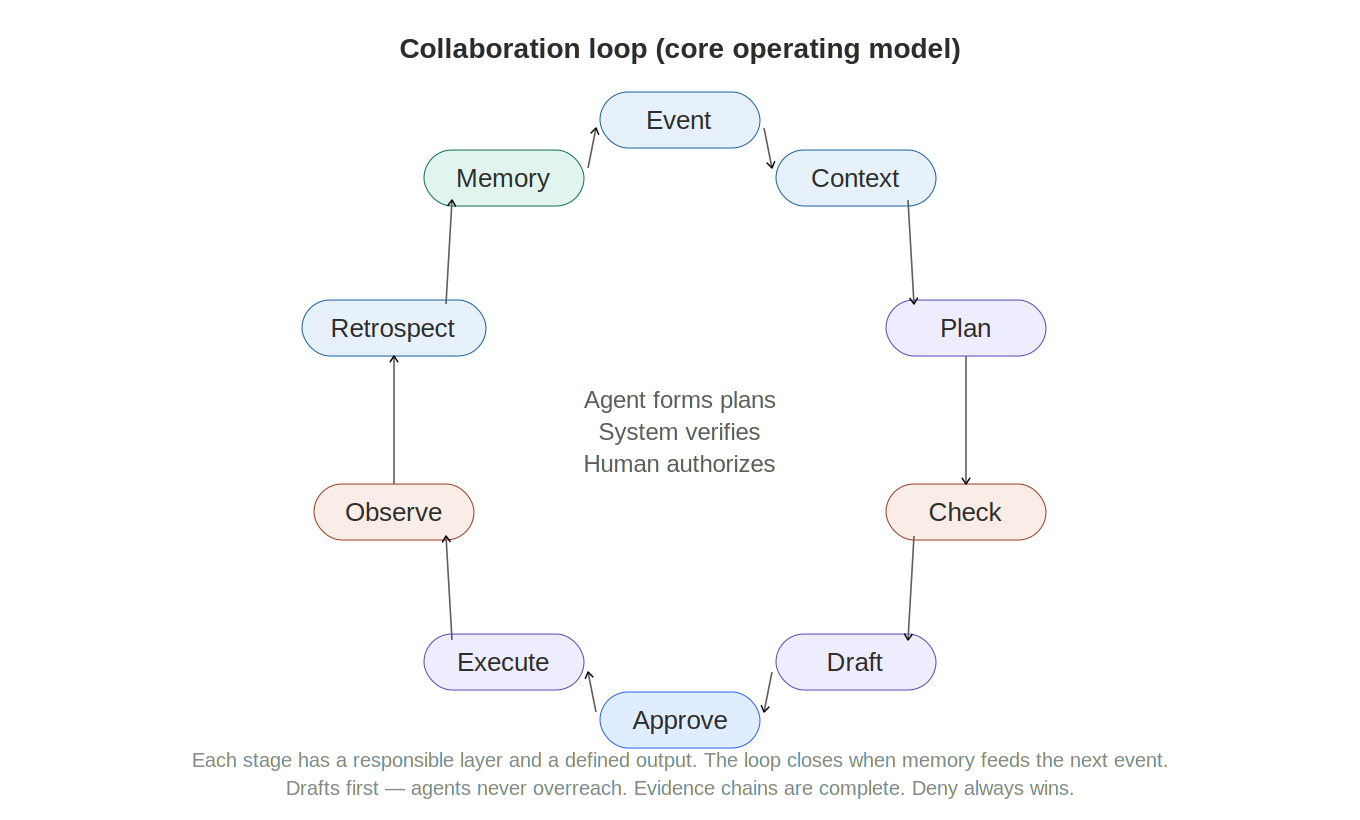 Collaboration loop (core operating model)
Event
Context
Plan
Check
Draft
Approve
Execute
Observe
Retrospect
Memory
Agent forms plans
System verifies
Human authorizes
Each stage has a responsible layer and a defined output. The loop closes when memory feeds the next event.
Drafts first — agents never overreach. Evidence chains are complete. Deny always wins.